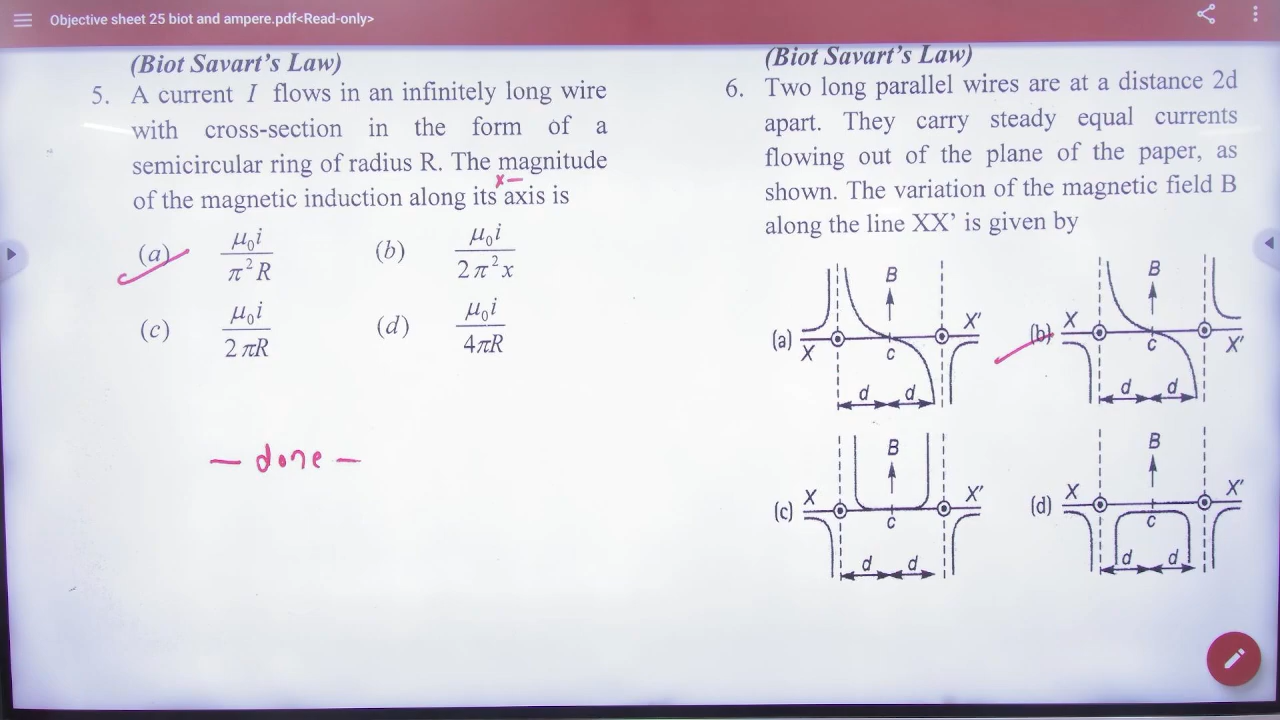 Objective sheet 25 biot and ampere.pdf<Read-only>
(Biot Savart's Law)
5. A current I flows in an infinitely long wire
with cross-section in the form of a
semicircular ring of radius R. The magnitude
of the magnetic induction along its axis is
(a) μ₀i / π²R (b) μ₀i / 2π²x
(c) μ₀i / 2πR (d) μ₀i / 4πR
x
— done —
(Biot Savart's Law)
6. Two long parallel wires are at a distance 2d
apart. They carry steady equal currents
flowing out of the plane of the paper, as
shown. The variation of the magnetic field B
along the line XX' is given by
(a) X B X' c d d
(b) X B X' c d d
(c) X B X' c d d
(d) X B X' c d d